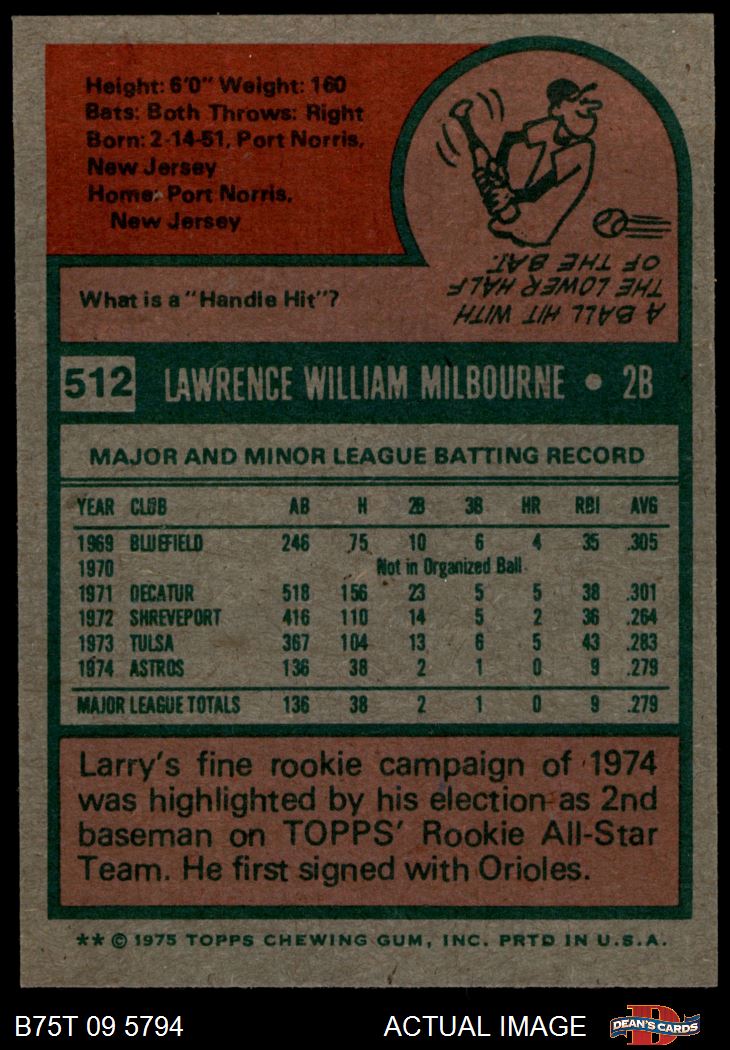 Height: 6'0" Weight: 160
Bats: Both Throws: Right
Born: 2-14-51, Port Norris,
New Jersey
Home: Port Norris,
New Jersey
What is a "Handle Hit"?
A BALL HIT WITH
THE LOWER HALF
OF THE BAT.
512 LAWRENCE WILLIAM MILBOURNE • 2B
MAJOR AND MINOR LEAGUE BATTING RECORD
YEAR CLUB AB H 2B 3B HR RBI AVG
1969 BLUEFIELD 246 75 10 6 4 35 .305
1970 Not in Organized Ball
1971 DECATUR 518 156 23 5 5 38 .301
1972 SHREVEPORT 416 110 14 5 2 36 .264
1973 TULSA 367 104 13 6 5 43 .283
1974 ASTROS 136 38 2 1 0 9 .279
MAJOR LEAGUE TOTALS 136 38 2 1 0 9 .279
Larry's fine rookie campaign of 1974
was highlighted by his election as 2nd
baseman on TOPPS' Rookie All-Star
Team. He first signed with Orioles.
** © 1975 TOPPS CHEWING GUM, INC. PRTD IN U.S.A.
B75T 09 5794 ACTUAL IMAGE DEAN'S CARDS